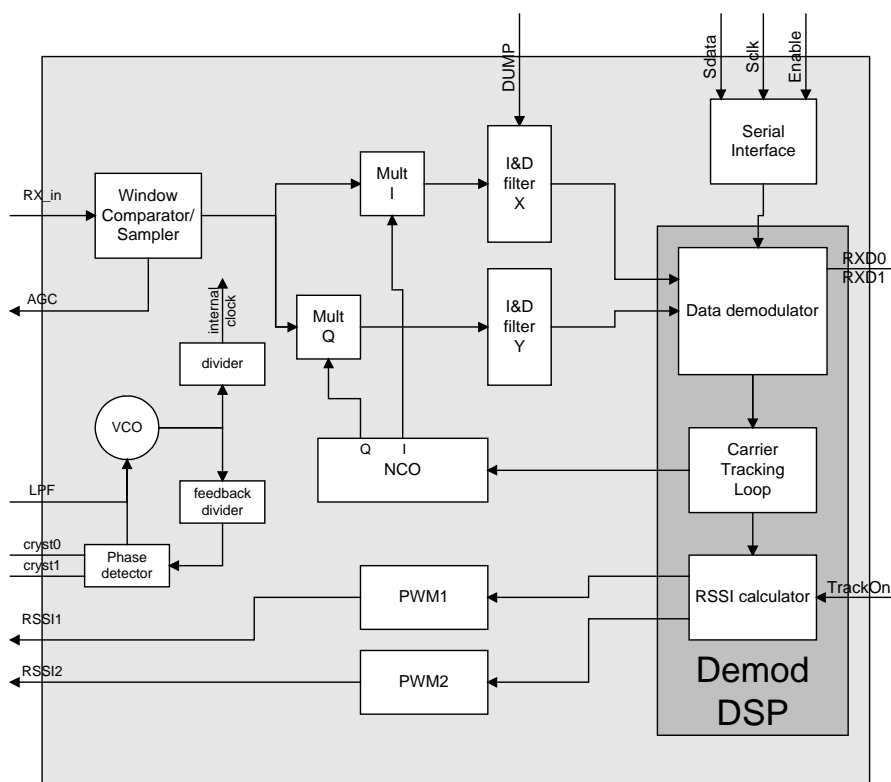 DUMP
Sdata
Sclk
Enable
Serial
Interface
RX_in
Window
Comparator/
Sampler
Mult
I
I&D
filter
X
AGC
internal
clock
Mult
Q
I&D
filter
Y
Data demodulator
RXD0
RXD1
divider
VCO
Q
I
NCO
Carrier
Tracking
Loop
LPF
feedback
divider
cryst0
cryst1
Phase
detector
PWM1
RSSI calculator
TrackOn
RSSI1
RSSI2
PWM2
Demod
DSP